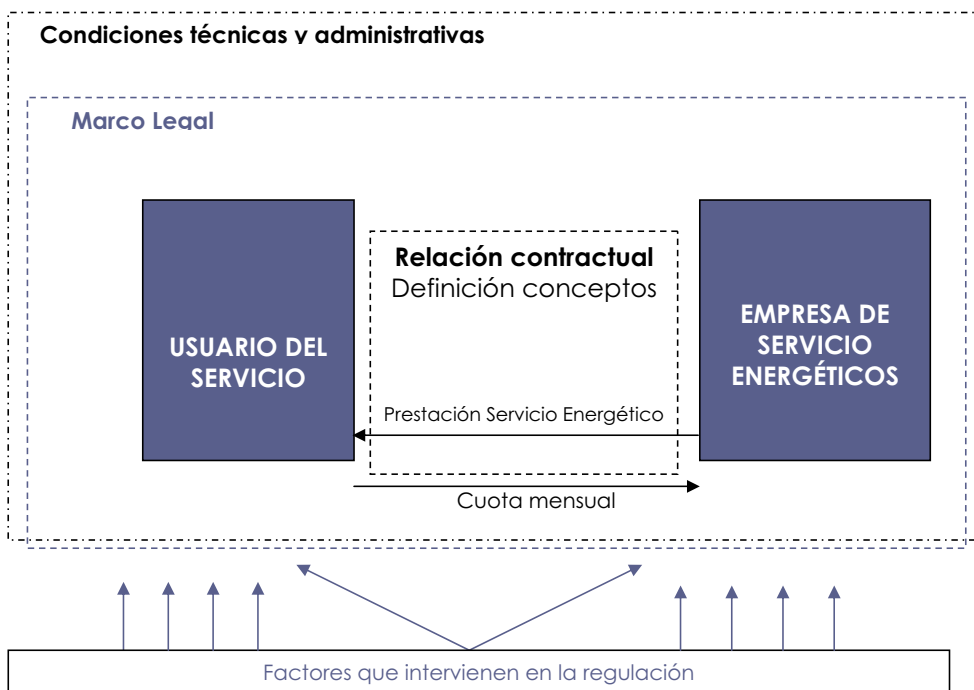 Condiciones técnicas y administrativas
Marco Legal
Relación contractual
Definición conceptos
USUARIO DEL
SERVICIO
EMPRESA DE
SERVICIO
ENERGÉTICOS
Prestación Servicio Energético
Cuota mensual
Factores que intervienen en la regulación